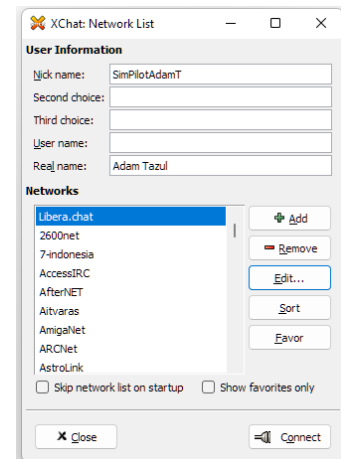 XChat: Network List
User Information
Nick name: SimPilotAdamT
Second choice:
Third choice:
User name:
Real name: Adam Tazul
Networks
Libera.chat
2600net
7-indonesia
AccessIRC
AfterNET
Aitvaras
AmigaNet
ARCNet
AstroLink
Add
Remove
Edit...
Sort
Favor
Skip network list on startup Show favorites only
Close Connect